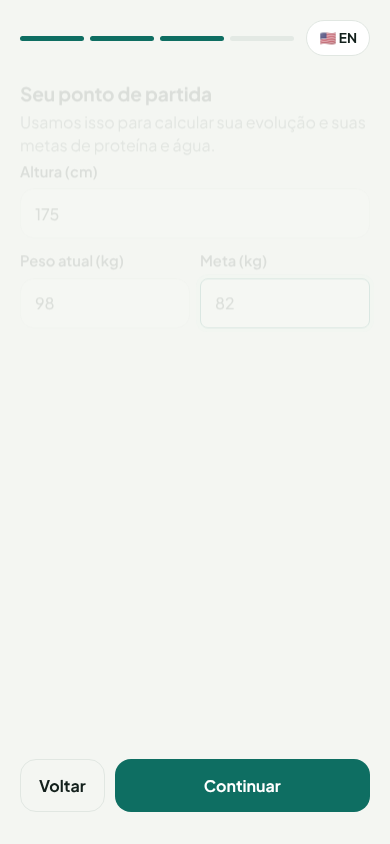 🇺🇸 EN
Seu ponto de partida
Usamos isso para calcular sua evolução e suas
metas de proteína e água.
Altura (cm)
175
Peso atual (kg) Meta (kg)
98 82
Voltar Continuar